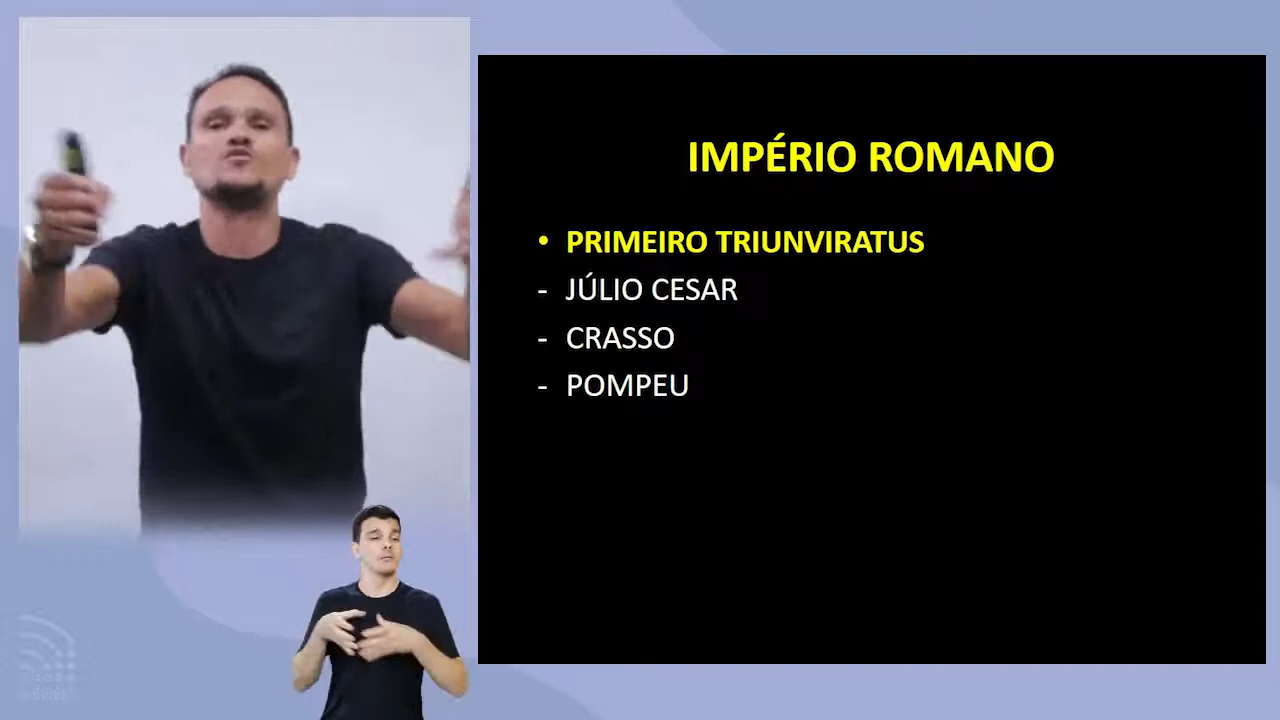 IMPÉRIO ROMANO
• PRIMEIRO TRIUNVIRATUS
- JÚLIO CESAR
- CRASSO
- POMPEU